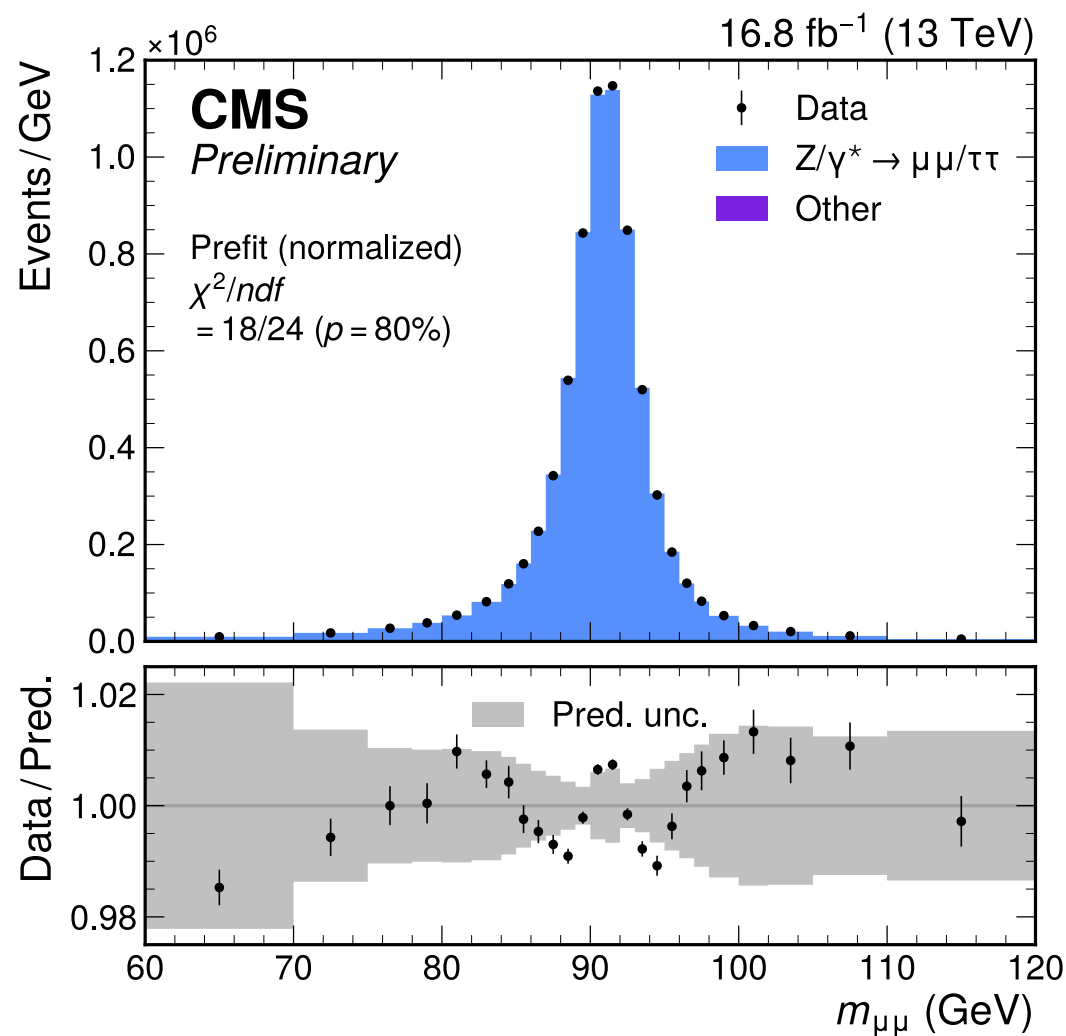 ×10⁶
16.8 fb⁻¹ (13 TeV)
Events/GeV
1.2
1.0
0.8
0.6
0.4
0.2
0.0
CMS
Preliminary
Prefit (normalized)
χ²/ndf
= 18/24 (p = 80%)
Data
Z/γ* → μμ/ττ
Other
Data/Pred.
1.02
1.00
0.98
Pred. unc.
60 70 80 90 100 110 120
mμμ (GeV)